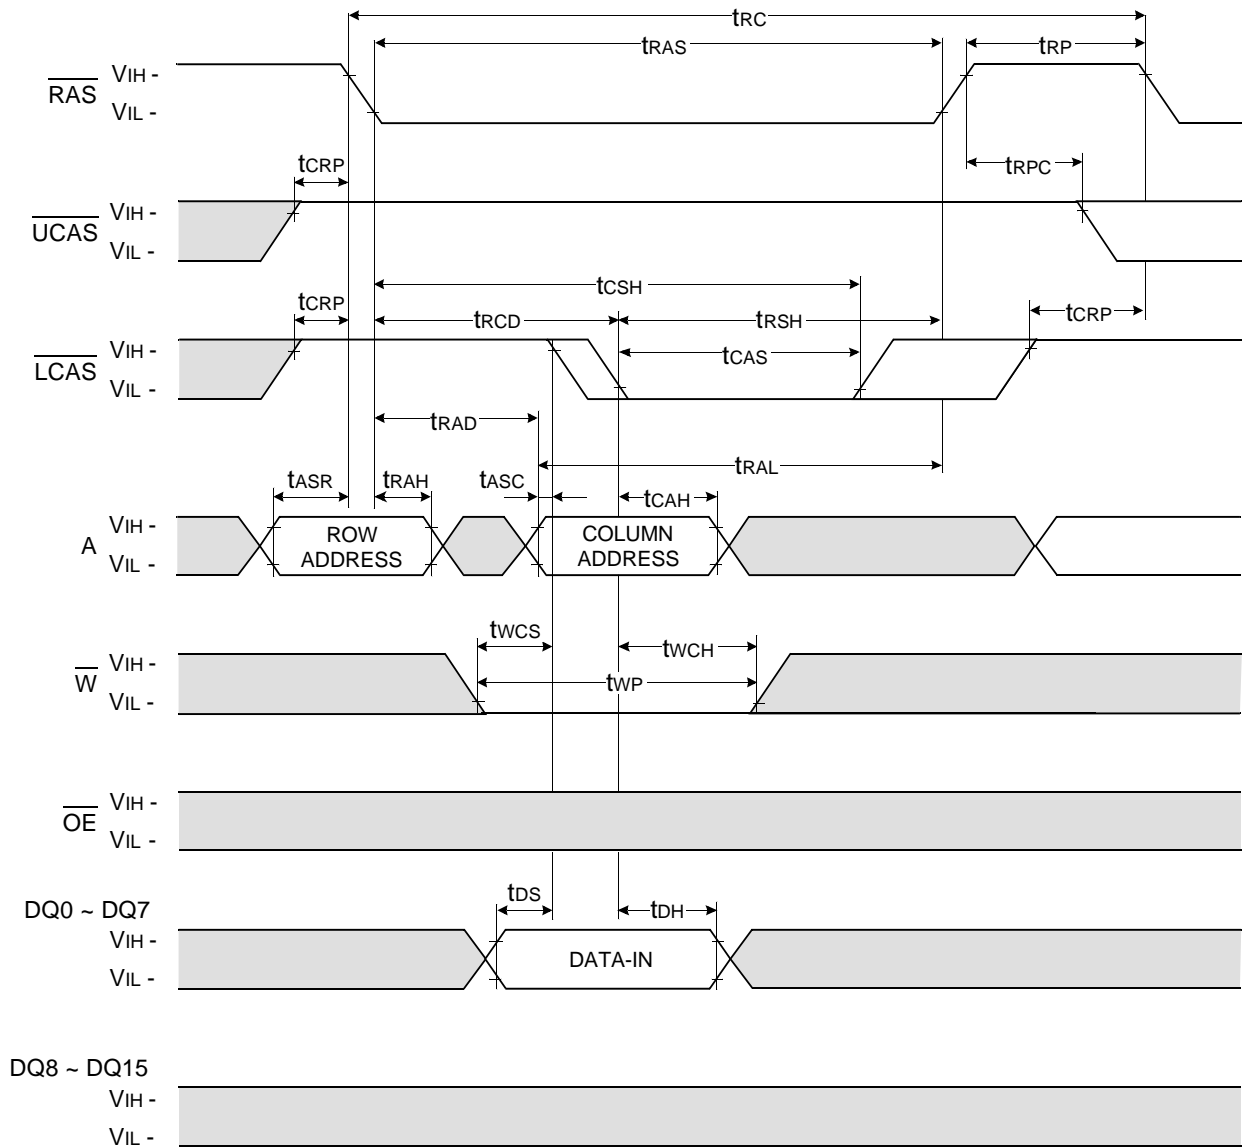 tRC
tRAS
tRP
RAS
VIH -
VIL -
tCRP
tRPC
UCAS
VIH -
VIL -
tCSH
tCRP
tRCD
tRSH
tCRP
LCAS
VIH -
VIL -
tCAS
tRAD
tRAL
tASR
tRAH
tASC
tCAH
A
VIH -
VIL -
ROW
ADDRESS
COLUMN
ADDRESS
tWCS
tWCH
W
VIH -
VIL -
tWP
OE
VIH -
VIL -
tDS
tDH
DQ0 ~ DQ7
VIH -
VIL -
DATA-IN
DQ8 ~ DQ15
VIH -
VIL -